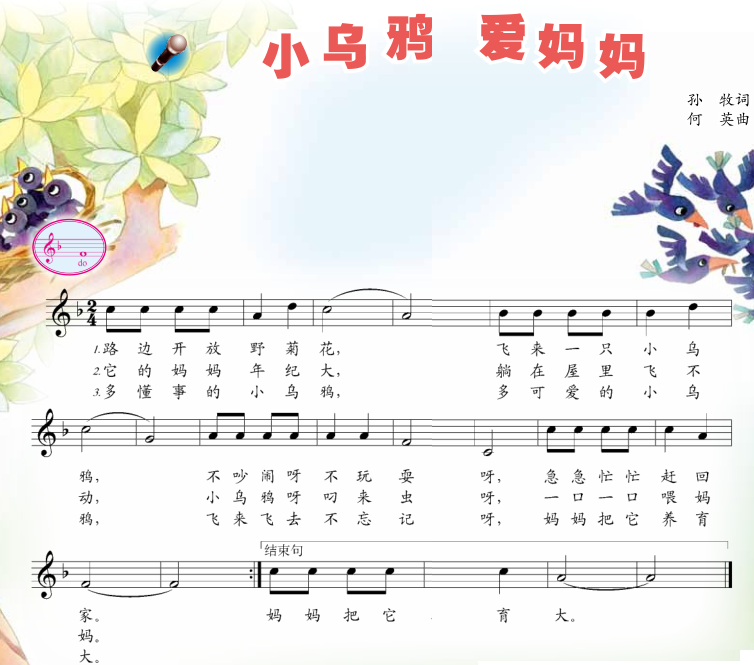 小乌鸦 爱妈妈
孙 牧词
何 英曲
do
2
4
1.路边开放 野菊花， 飞来一只 小乌
2.它的妈妈 年纪大， 躺在屋里 飞不
3.多懂事的 小乌鸦， 多可爱的 小乌
鸦， 不吵闹呀 不玩耍 呀， 急急忙忙 赶回
动， 小乌鸦呀 叼来虫 呀， 一口一口 喂妈
鸦， 飞来飞去 不忘记 呀， 妈妈把它 养育
结束句
家。 妈妈把它 育 大。
妈。
大。